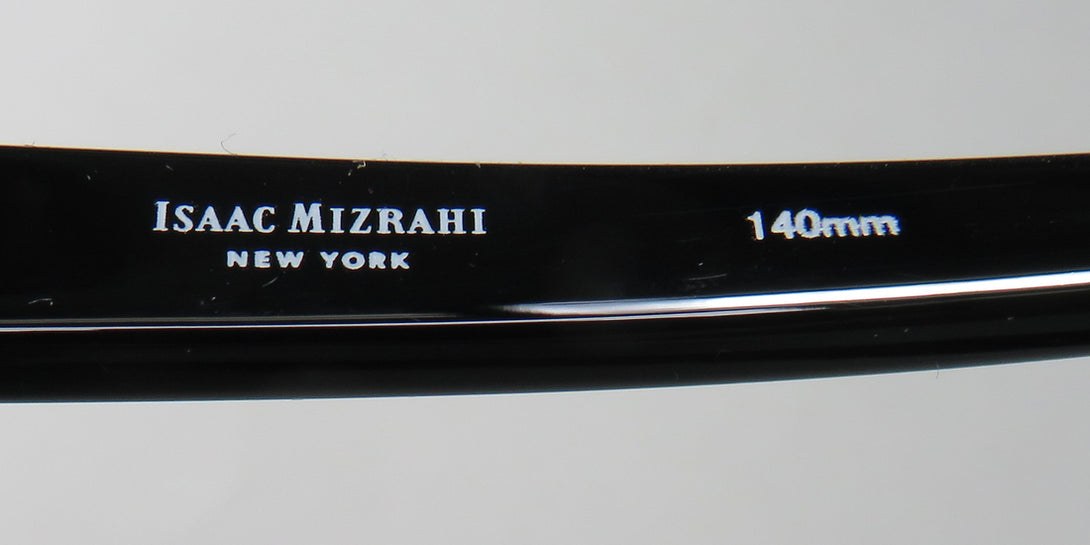 ISAAC MIZRAHI
NEW YORK
140mm